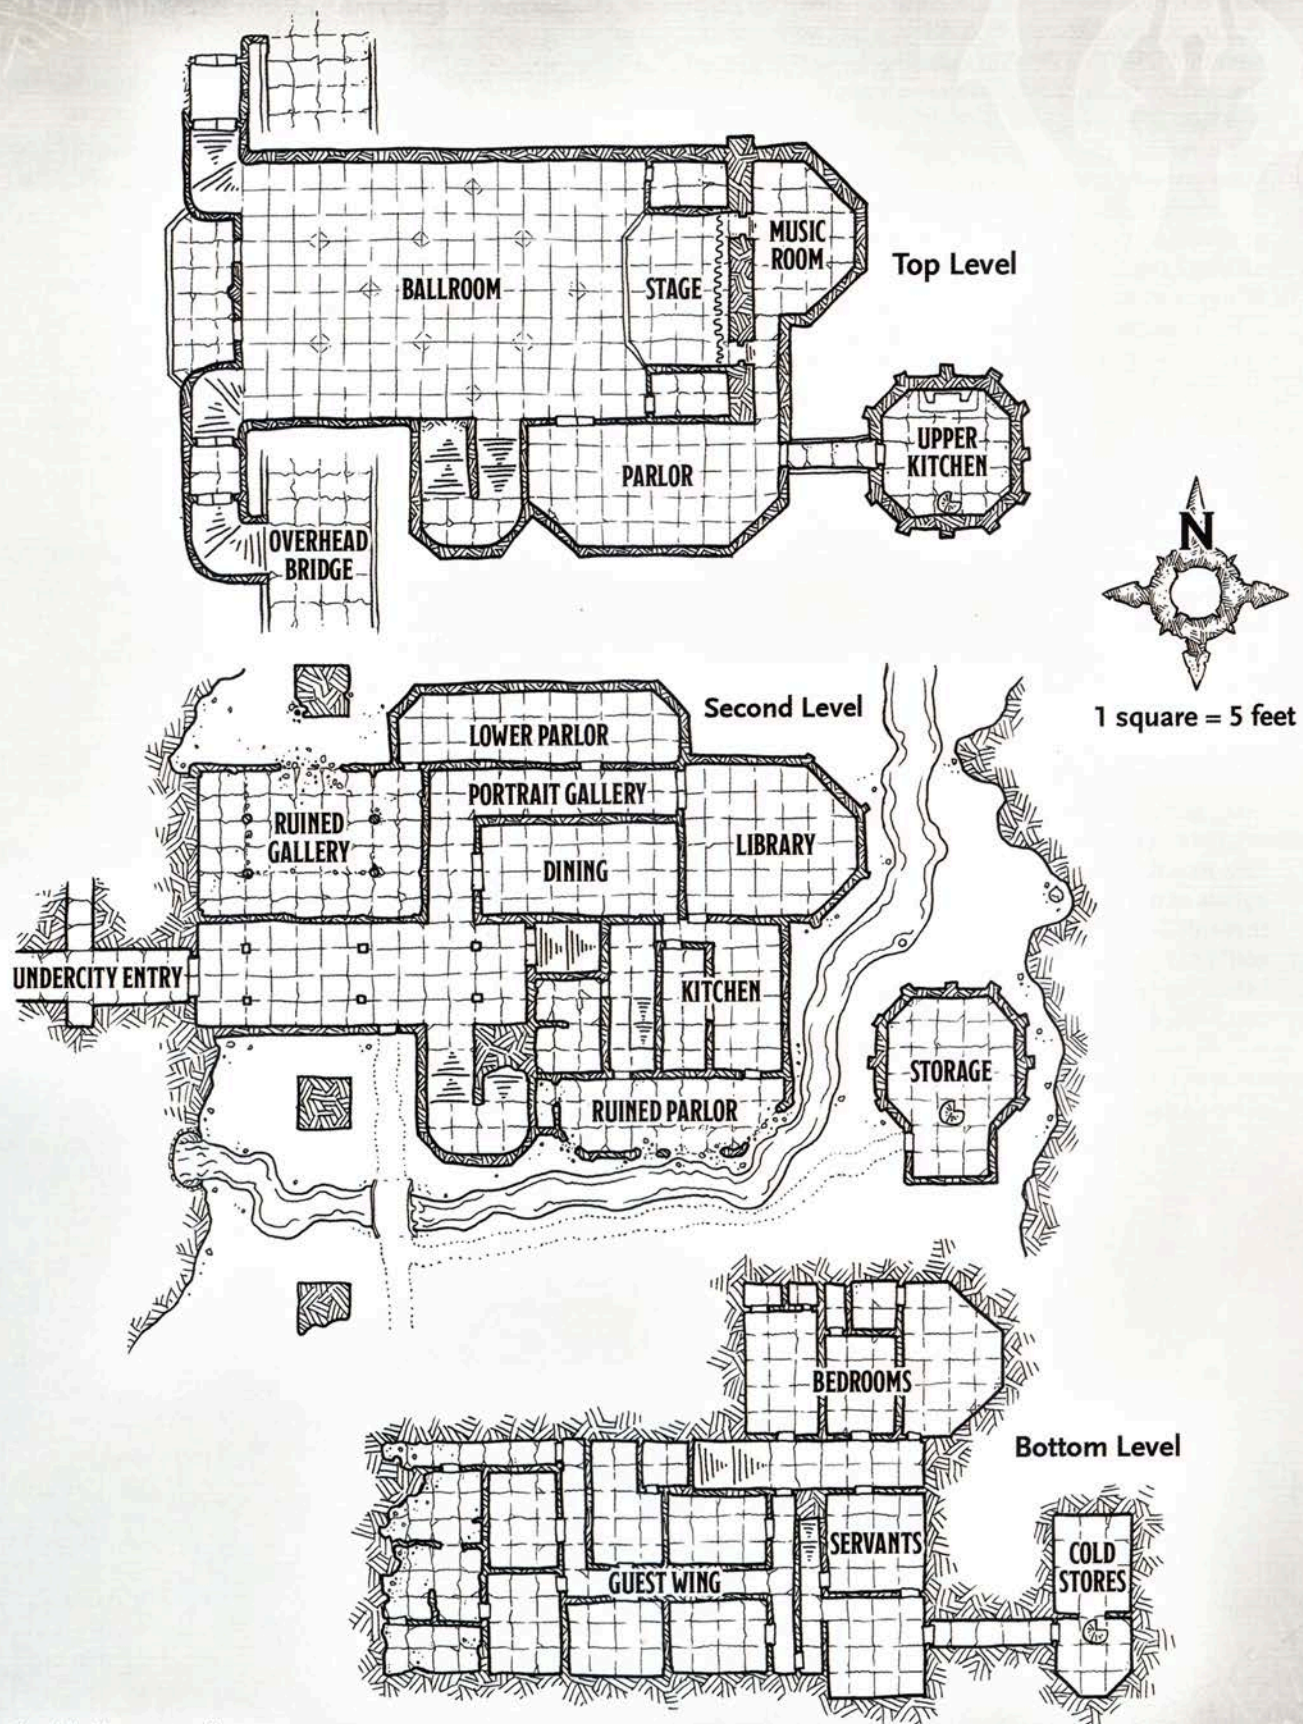 MUSIC
ROOM
Top Level
BALLROOM
STAGE
UPPER
KITCHEN
PARLOR
OVERHEAD
BRIDGE
N
1 square = 5 feet
Second Level
LOWER PARLOR
PORTRAIT GALLERY
RUINED
GALLERY
LIBRARY
DINING
UNDERCITY ENTRY
KITCHEN
STORAGE
RUINED PARLOR
BEDROOMS
Bottom Level
SERVANTS
COLD
STORES
GUEST WING